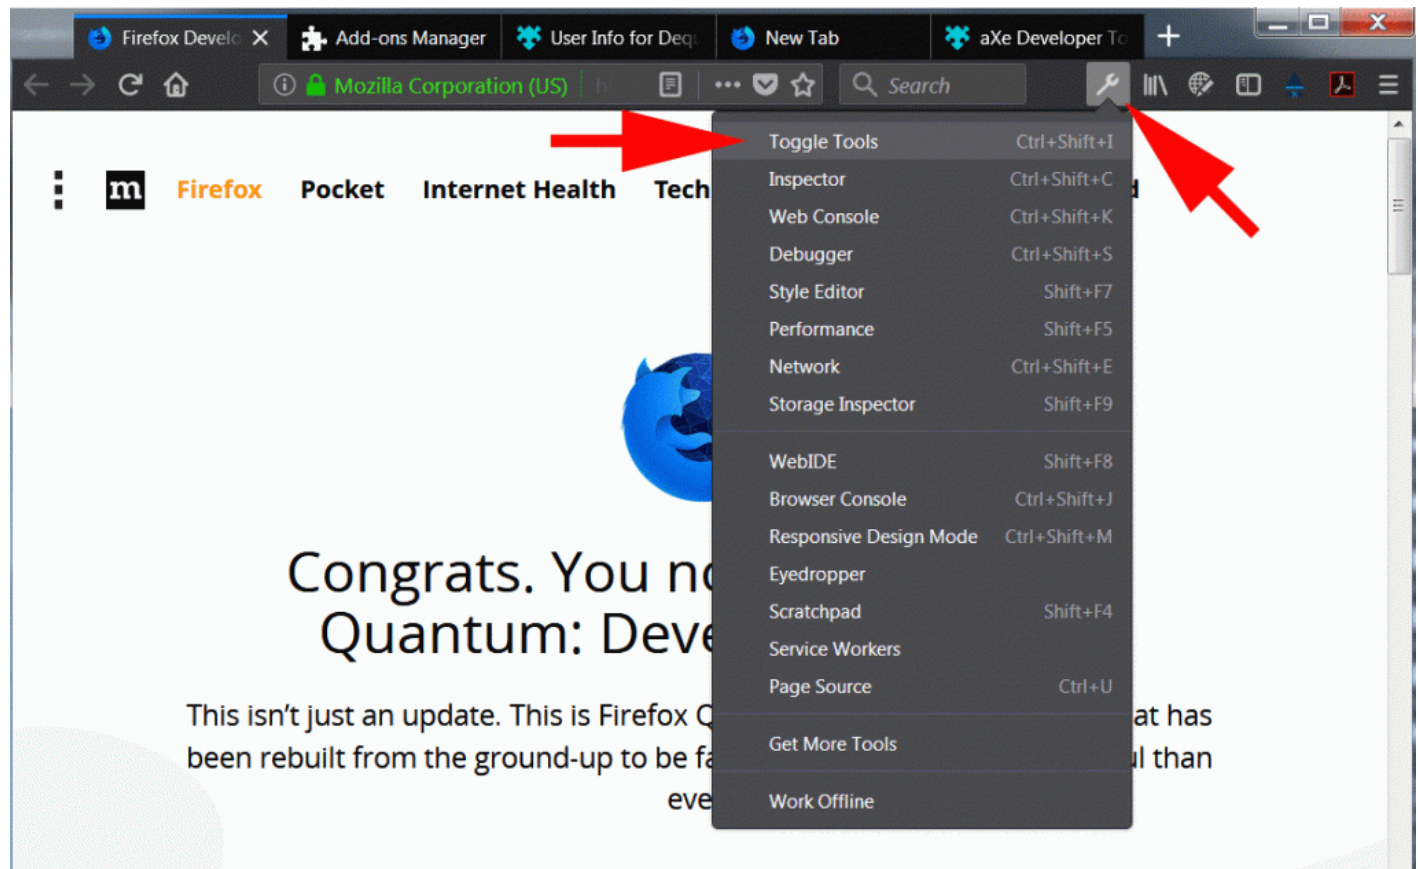 Firefox Develo
Add-ons Manager
User Info for Dequ
New Tab
aXe Developer To
Mozilla Corporation (US)
Search
m Firefox Pocket Internet Health Tech
Toggle Tools Ctrl+Shift+I
Inspector Ctrl+Shift+C
Web Console Ctrl+Shift+K
Debugger Ctrl+Shift+S
Style Editor Shift+F7
Performance Shift+F5
Network Ctrl+Shift+E
Storage Inspector Shift+F9
WebIDE Shift+F8
Browser Console Ctrl+Shift+J
Responsive Design Mode Ctrl+Shift+M
Eyedropper
Scratchpad Shift+F4
Service Workers
Page Source Ctrl+U
Get More Tools
Work Offline
Congrats. You no
Quantum: Deve
This isn’t just an update. This is Firefox Q at has
been rebuilt from the ground-up to be fa ul than
eve